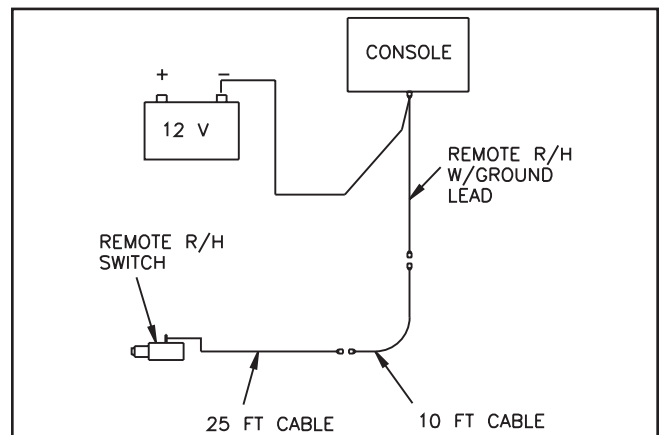 CONSOLE
+ −
12 V
REMOTE R/H
W/GROUND
LEAD
REMOTE R/H
SWITCH
25 FT CABLE
10 FT CABLE